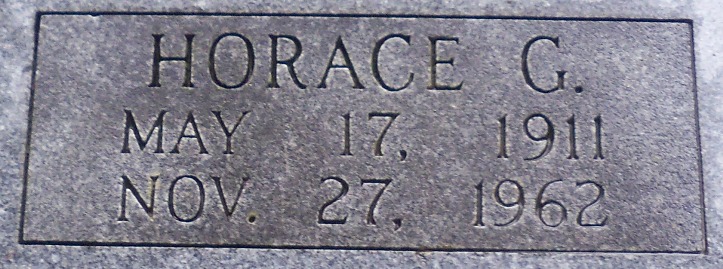 HORACE G.
MAY 17, 1911
NOV. 27, 1962